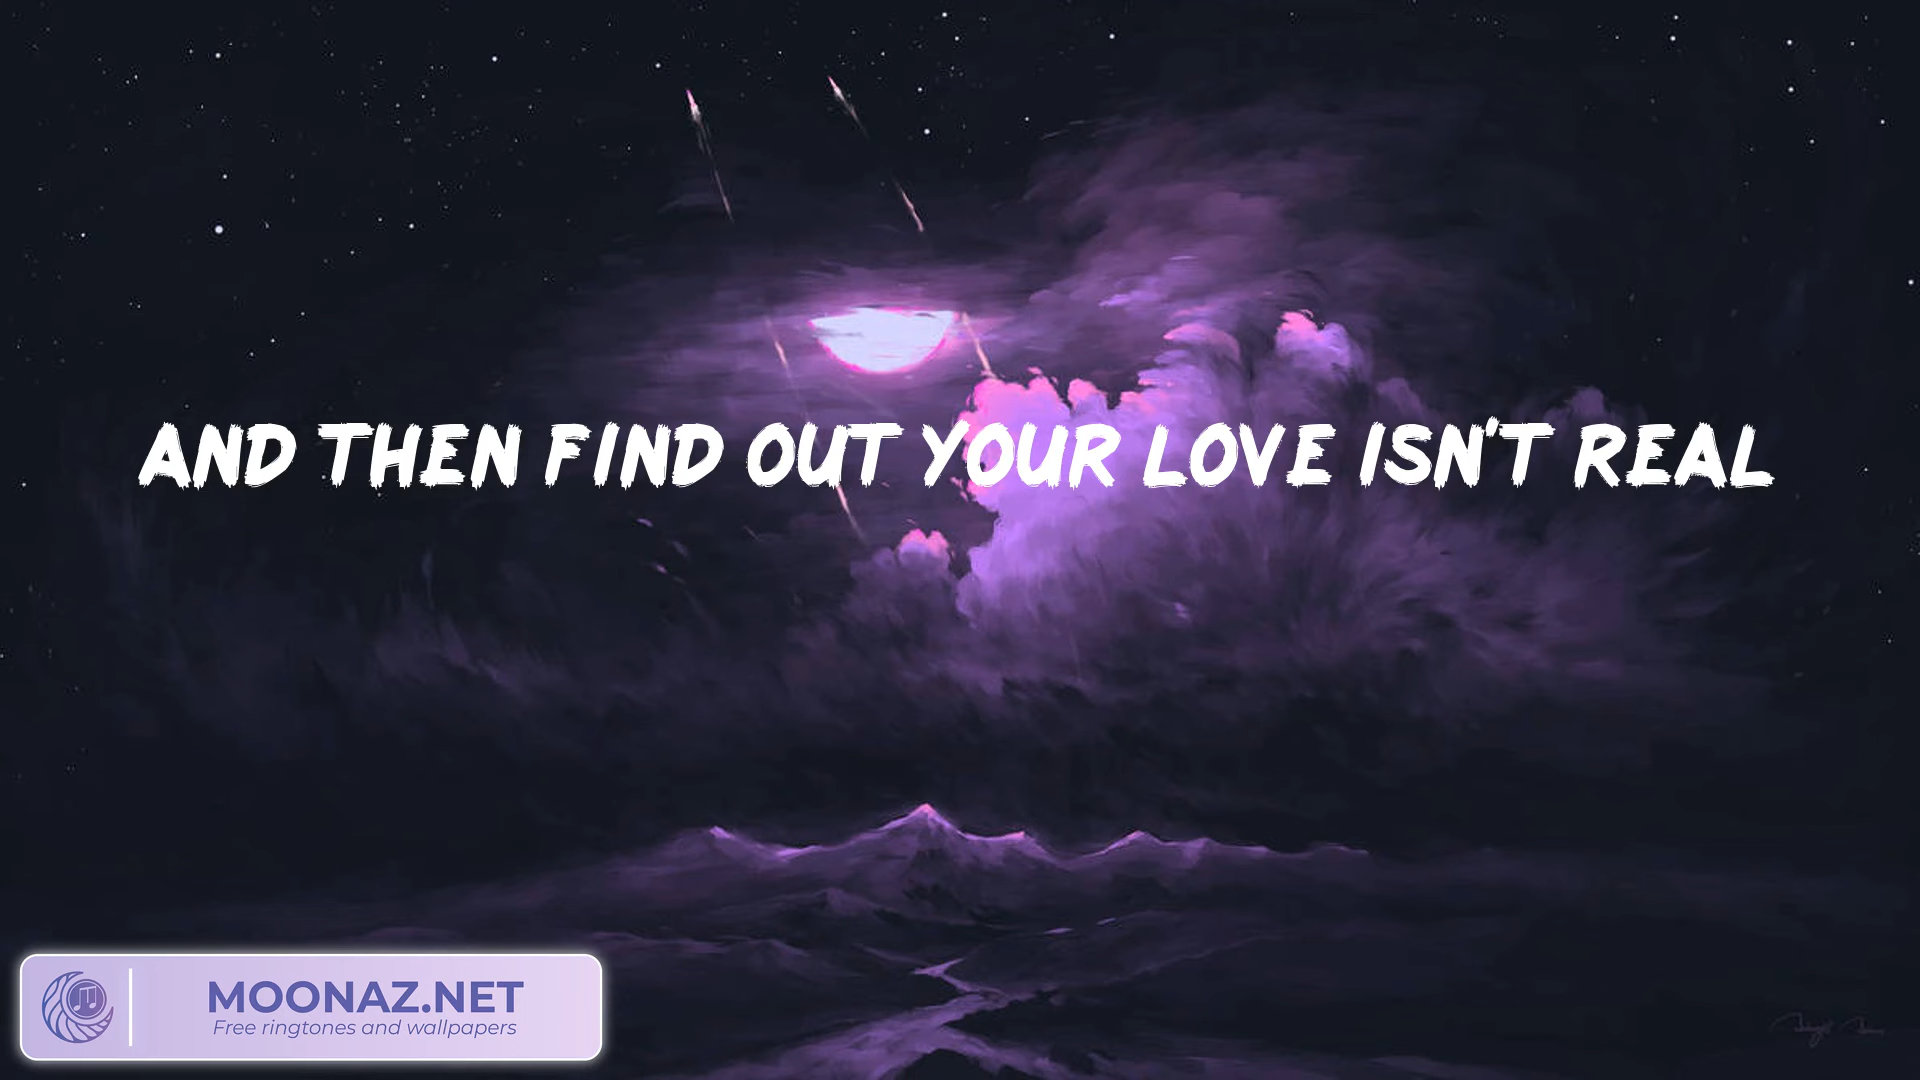 AND THEN FIND OUT YOUR LOVE ISN'T REAL
MOONAZ.NET
Free ringtones and wallpapers